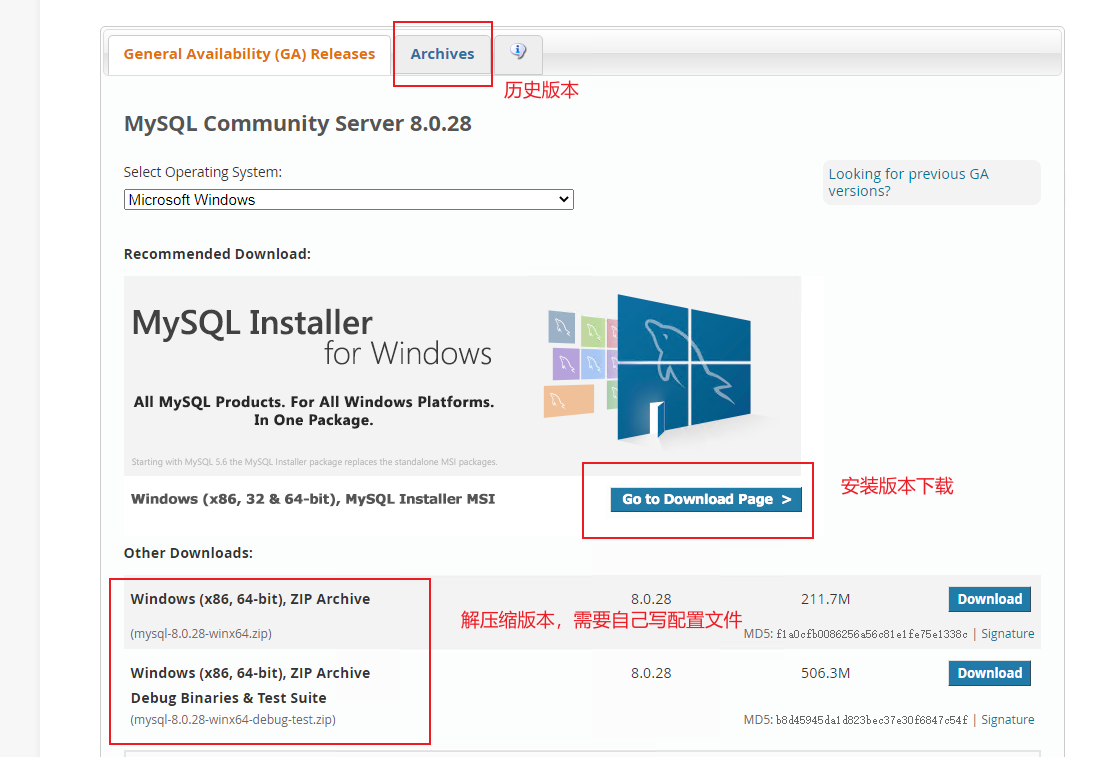 General Availability (GA) Releases
Archives
历史版本
MySQL Community Server 8.0.28
Select Operating System:
Microsoft Windows
Looking for previous GA
versions?
Recommended Download:
MySQL Installer
for Windows
All MySQL Products. For All Windows Platforms.
In One Package.
Starting with MySQL 5.6 the MySQL Installer package replaces the standalone MSI packages.
Windows (x86, 32 & 64-bit), MySQL Installer MSI
Go to Download Page >
安装版本下载
Other Downloads:
Windows (x86, 64-bit), ZIP Archive
8.0.28
211.7M
Download
解压缩版本，需要自己写配置文件
(mysql-8.0.28-winx64.zip)
MD5: f1a0cfb0086256a56c81e1fe75e1338c | Signature
Windows (x86, 64-bit), ZIP Archive
8.0.28
506.3M
Download
Debug Binaries & Test Suite
(mysql-8.0.28-winx64-debug-test.zip)
MD5: b8d45945da1d823bec37e30f6847c54f | Signature